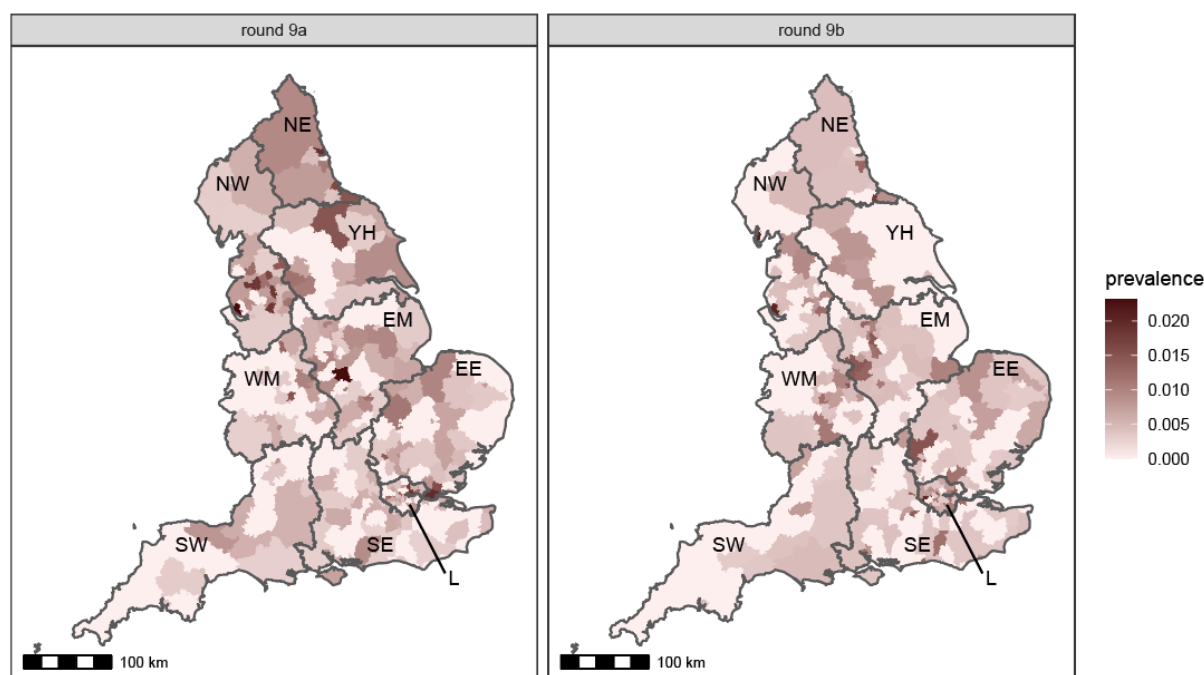 round 9a
round 9b
NE
NW
YH
EM
WM
EE
SW
SE
L
100 km
NE
NW
YH
EM
WM
EE
SW
SE
L
100 km
prevalence
0.020
0.015
0.010
0.005
0.000